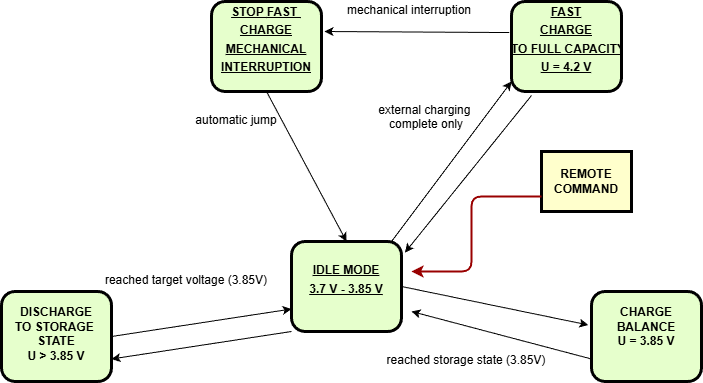 STOP FAST
CHARGE
MECHANICAL
INTERRUPTION
mechanical interruption
FAST
CHARGE
TO FULL CAPACITY
U = 4.2 V
automatic jump
external charging
complete only
REMOTE
COMMAND
IDLE MODE
3.7 V - 3.85 V
reached target voltage (3.85V)
DISCHARGE
TO STORAGE
STATE
U > 3.85 V
CHARGE
BALANCE
U = 3.85 V
reached storage state (3.85V)